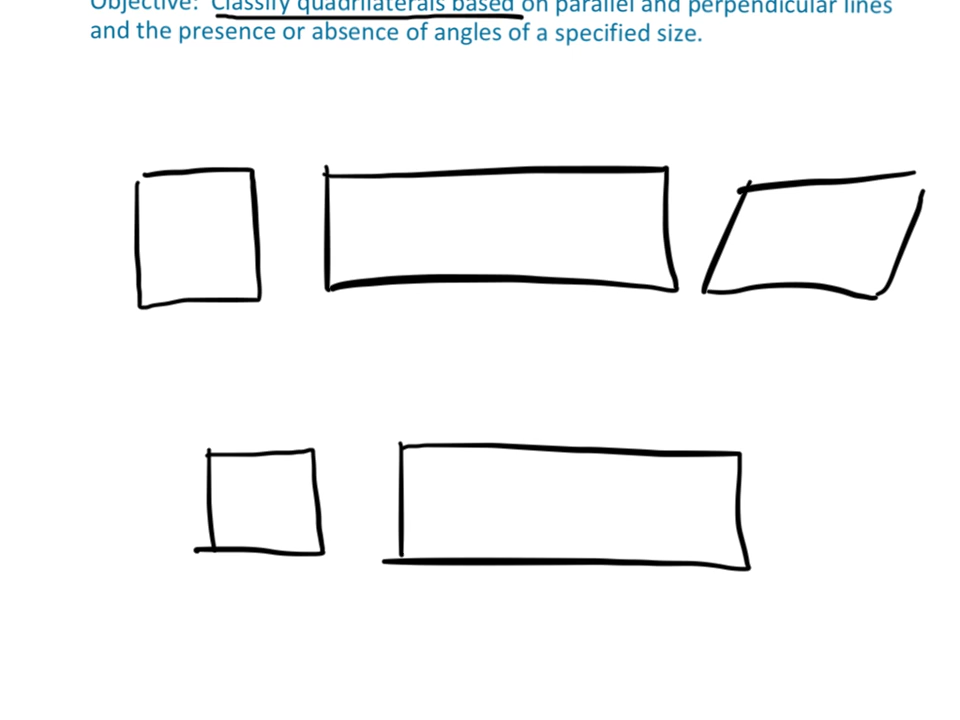 Objective: Classify quadrilaterals based on parallel and perpendicular lines
and the presence or absence of angles of a specified size.